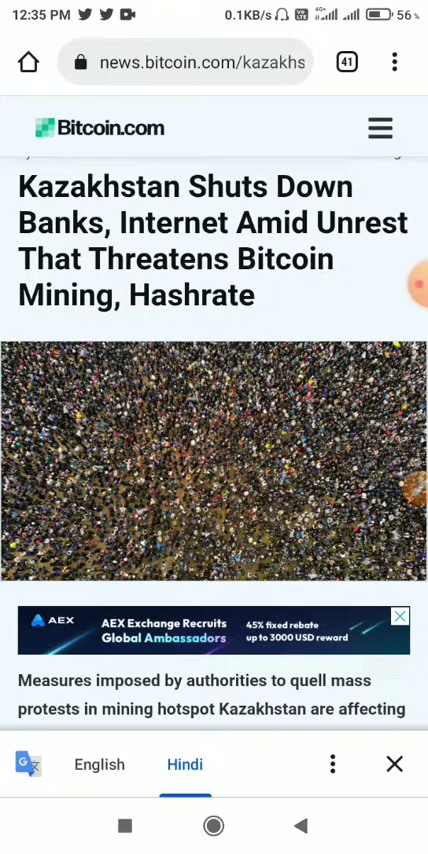 12:35 PM 0.1KB/s 4G+ 56%
news.bitcoin.com/kazakhs 41
Bitcoin.com
Kazakhstan Shuts Down
Banks, Internet Amid Unrest
That Threatens Bitcoin
Mining, Hashrate
AEX
AEX Exchange Recruits
Global Ambassadors
45% fixed rebate
up to 3000 USD reward
Measures imposed by authorities to quell mass
protests in mining hotspot Kazakhstan are affecting
English Hindi